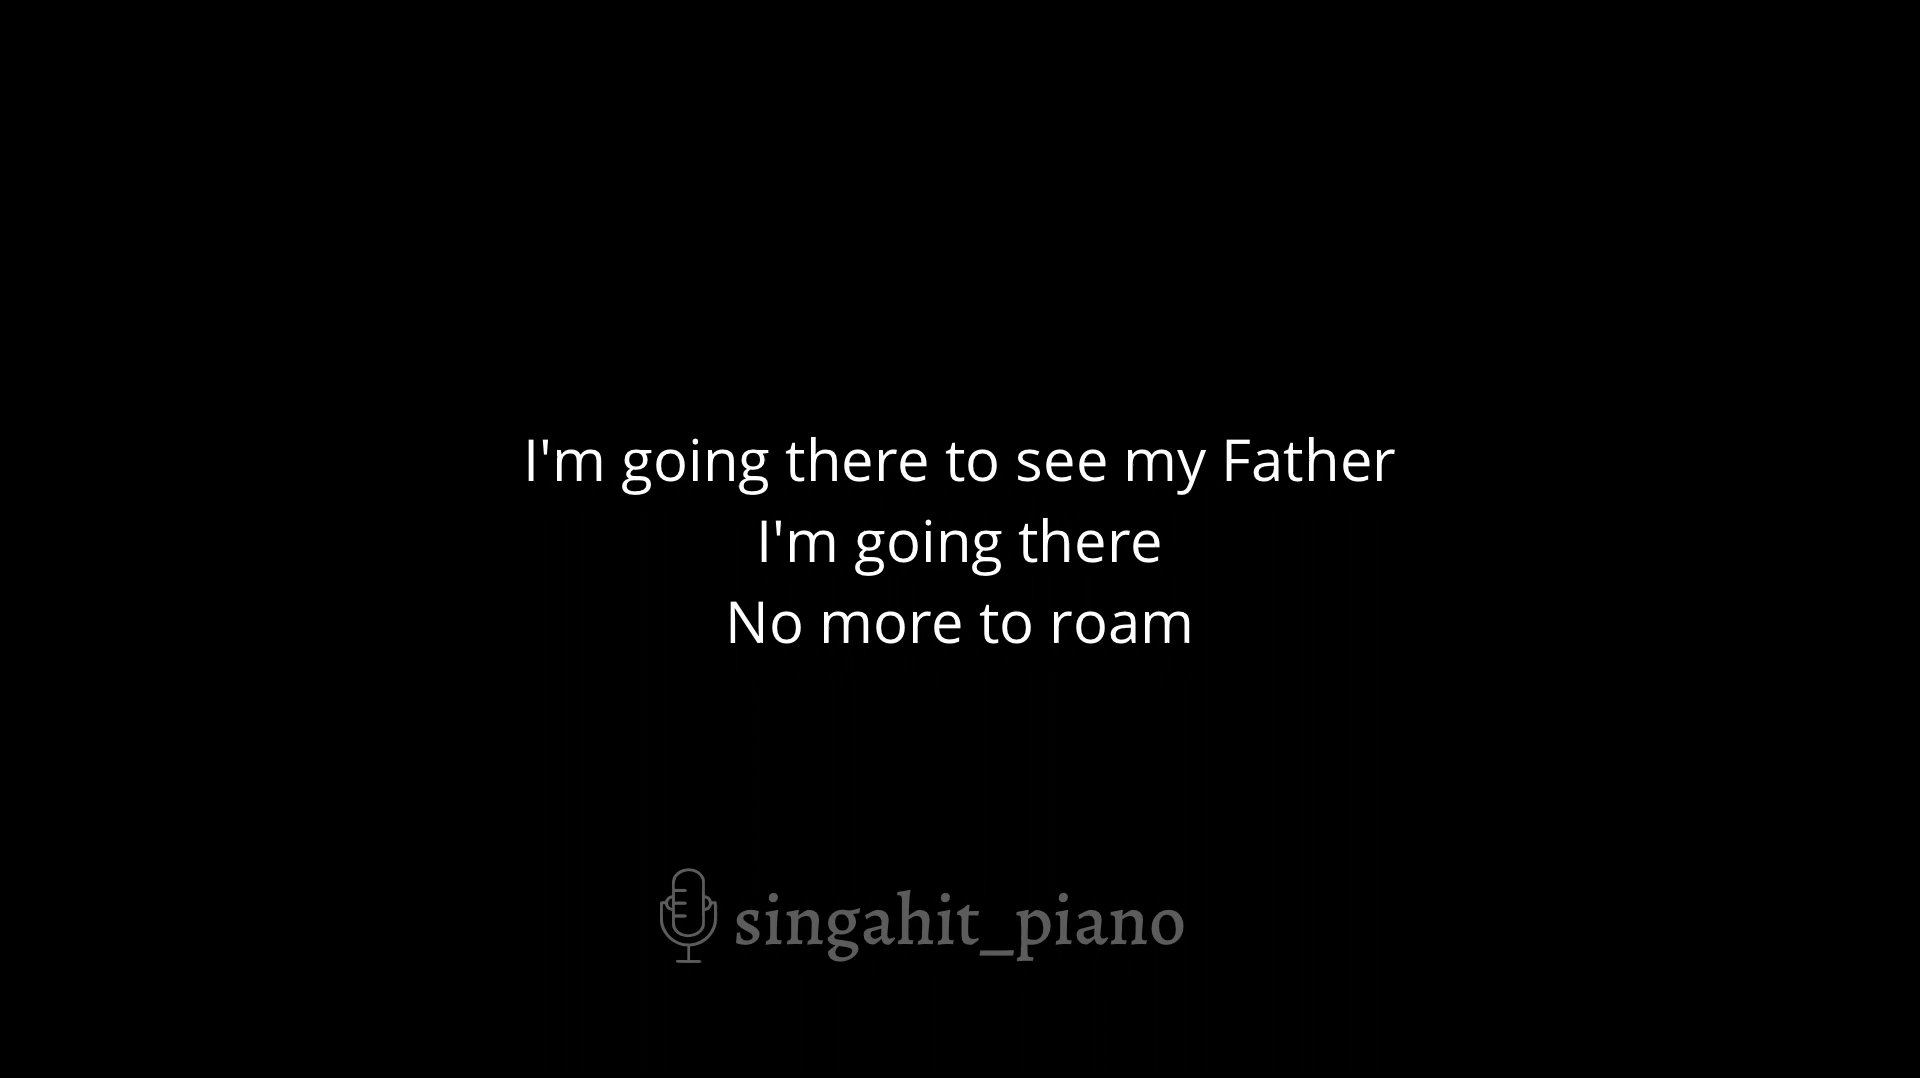 I'm going there to see my Father
I'm going there
No more to roam
singahit_piano